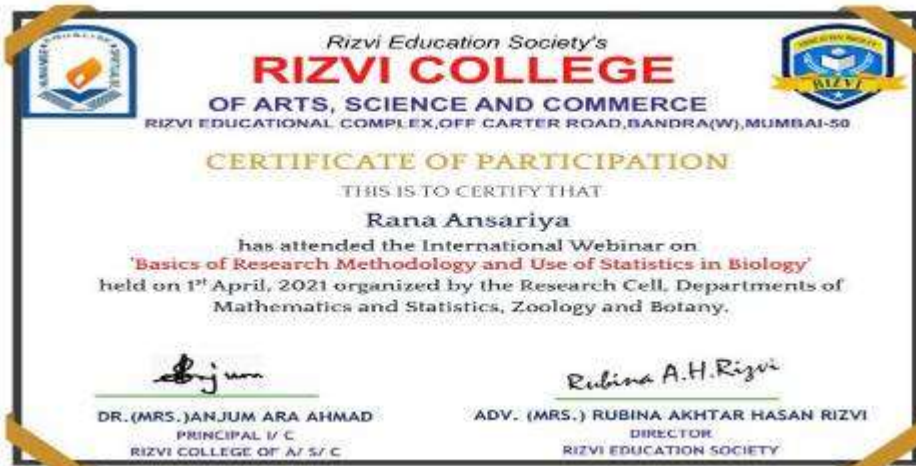 Rizvi Education Society's
RIZVI COLLEGE
OF ARTS, SCIENCE AND COMMERCE
RIZVI EDUCATIONAL COMPLEX,OFF CARTER ROAD,BANDRA(W),MUMBAI-50
RIZVI
CERTIFICATE OF PARTICIPATION
THIS IS TO CERTIFY THAT
Rana Ansariya
has attended the International Webinar on
'Basics of Research Methodology and Use of Statistics in Biology'
held on 1st April, 2021 organized by the Research Cell, Departments of
Mathematics and Statistics, Zoology and Botany.
Rubina A.H.Rizvi
DR.(MRS.)ANJUM ARA AHMAD
ADV. (MRS.) RUBINA AKHTAR HASAN RIZVI
PRINCIPAL I/ C
DIRECTOR
RIZVI COLLEGE OF A/ S/ C
RIZVI EDUCATION SOCIETY